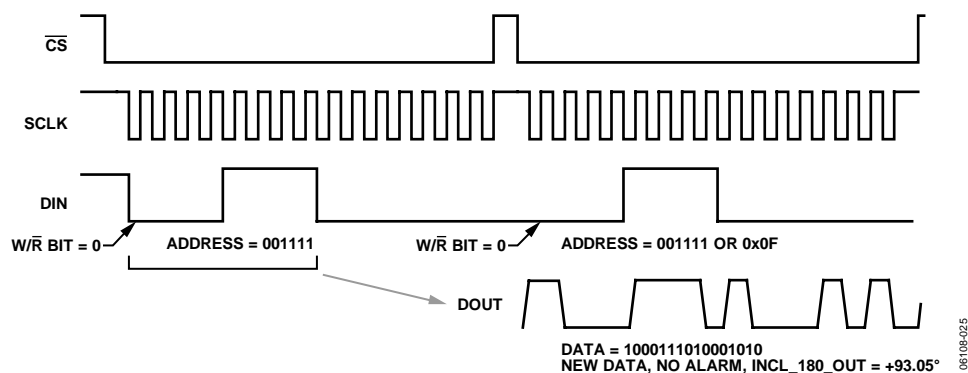 CS
SCLK
DIN
W/R BIT = 0
ADDRESS = 001111
W/R BIT = 0
ADDRESS = 001111 OR 0x0F
DOUT
DATA = 1000111010001010
NEW DATA, NO ALARM, INCL_180_OUT = +93.05°
06108-025